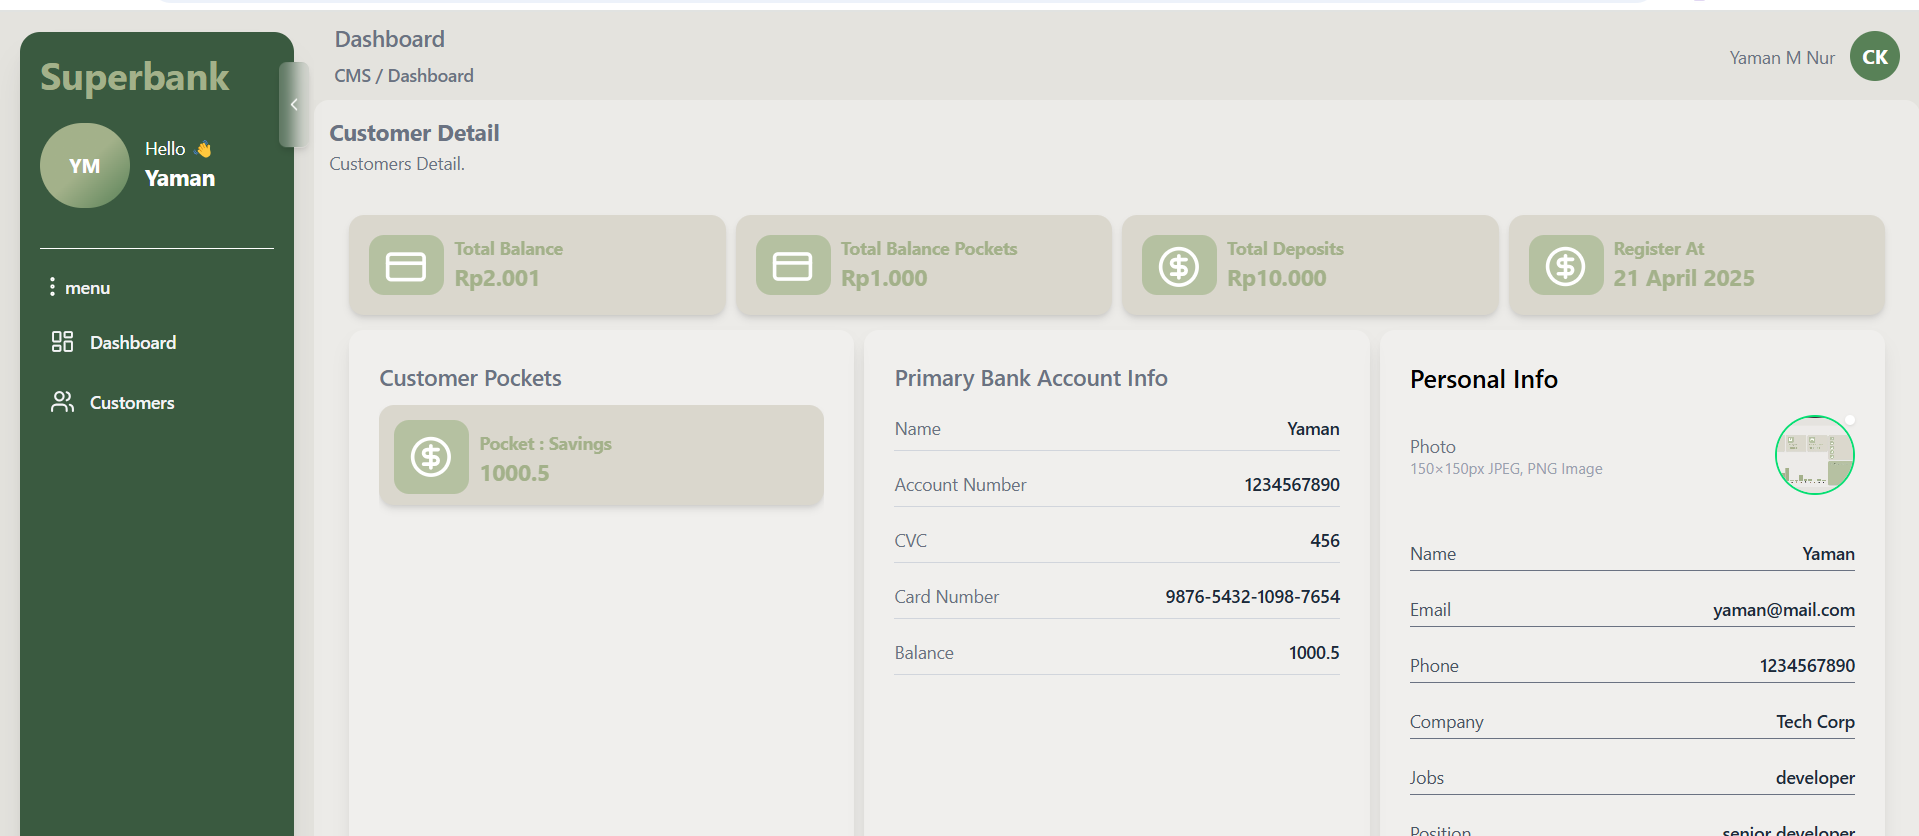 Superbank
YM
Hello 👋
Yaman
menu
Dashboard
Customers
Dashboard
CMS / Dashboard
Yaman M Nur
CK
Customer Detail
Customers Detail.
Total Balance
Rp2.001
Total Balance Pockets
Rp1.000
Total Deposits
Rp10.000
Register At
21 April 2025
Customer Pockets
Pocket : Savings
1000.5
Primary Bank Account Info
Name Yaman
Account Number 1234567890
CVC 456
Card Number 9876-5432-1098-7654
Balance 1000.5
Personal Info
Photo
150×150px JPEG, PNG Image
Name Yaman
Email yaman@mail.com
Phone 1234567890
Company Tech Corp
Jobs developer
Position senior developer